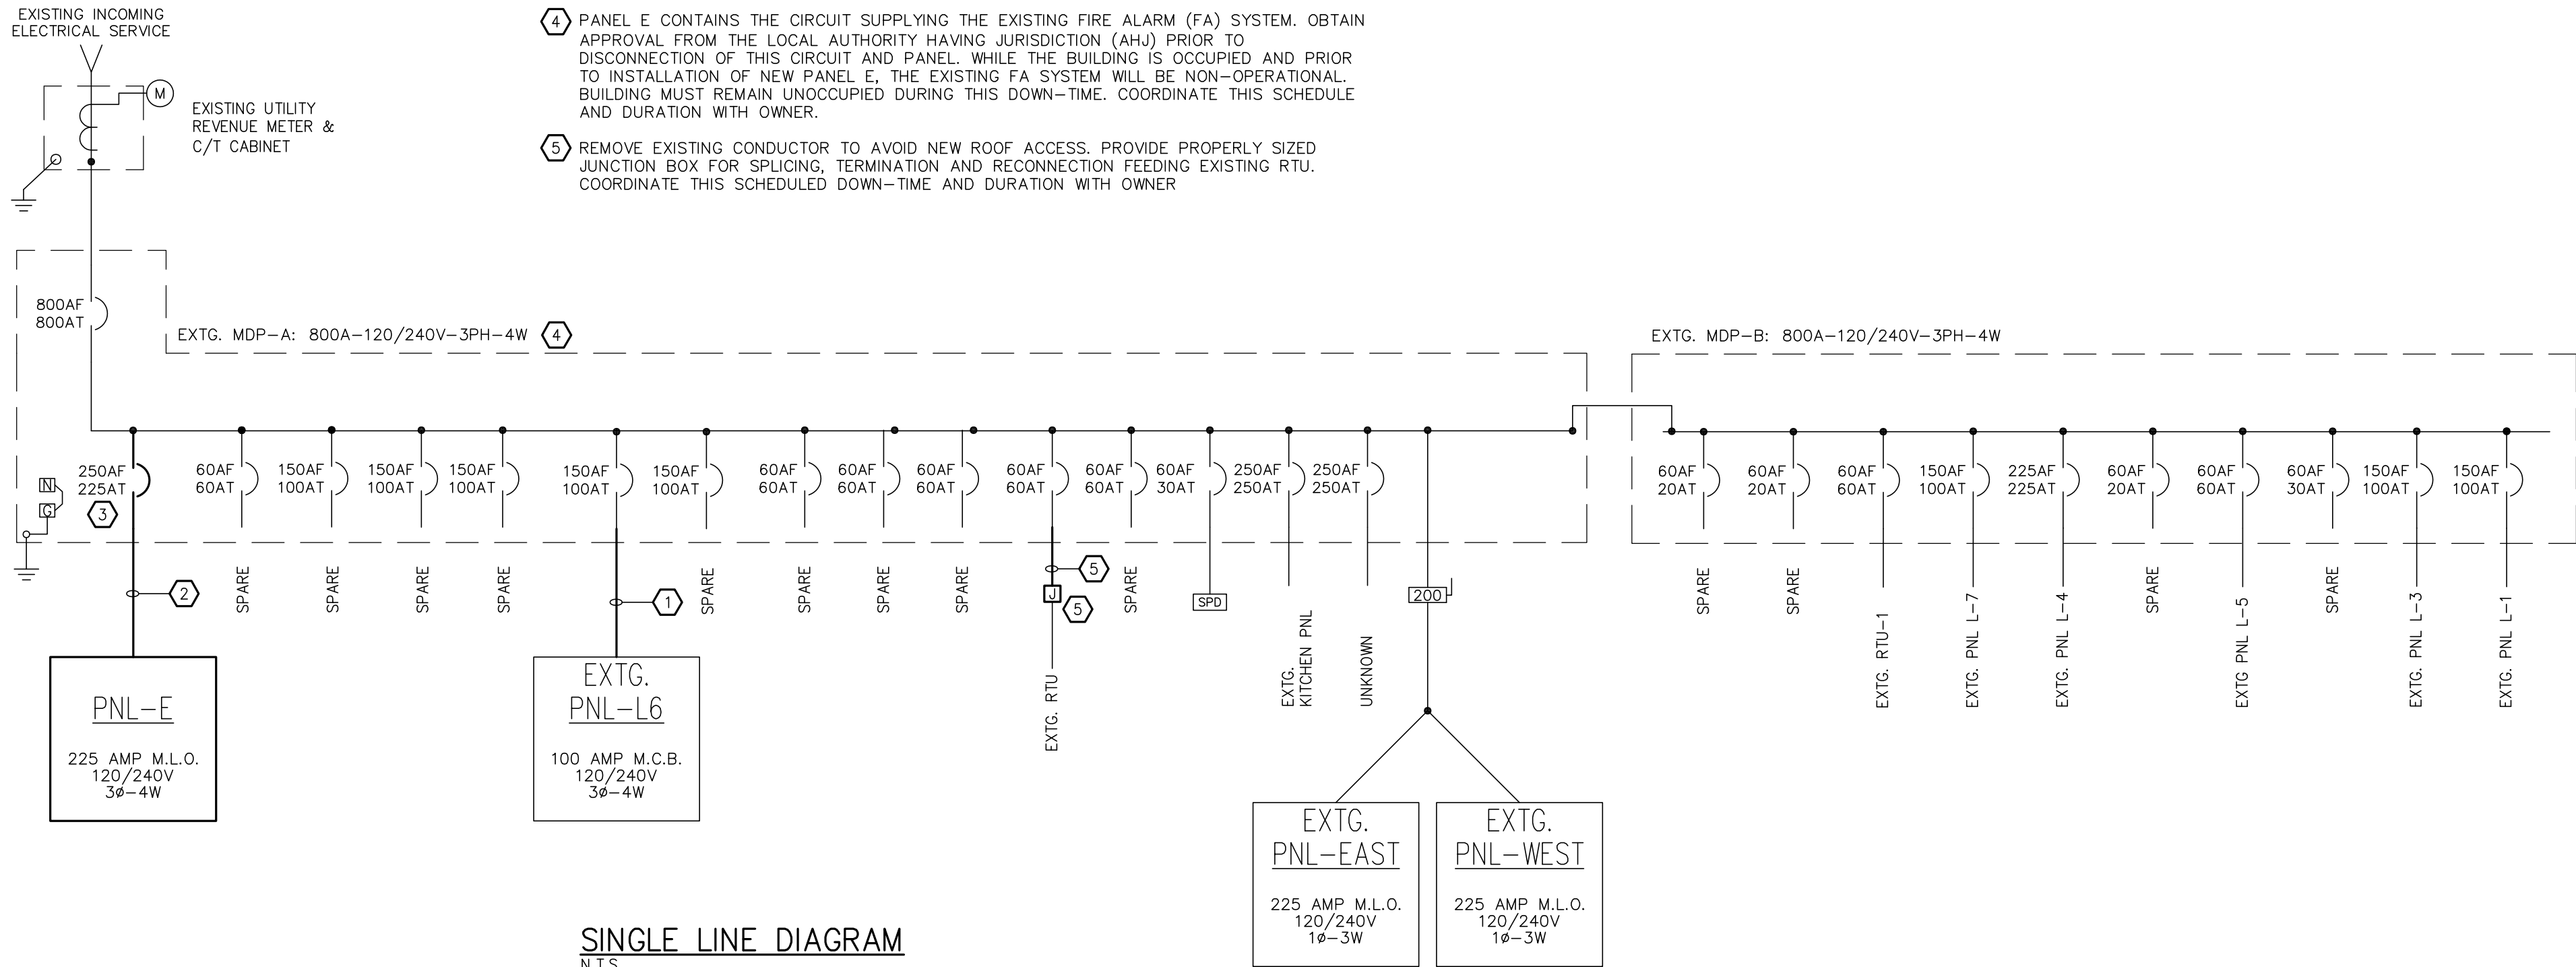 EXISTING INCOMING
ELECTRICAL SERVICE
M
EXISTING UTILITY
REVENUE METER &
C/T CABINET
4 PANEL E CONTAINS THE CIRCUIT SUPPLYING THE EXISTING FIRE ALARM (FA) SYSTEM. OBTAIN
APPROVAL FROM THE LOCAL AUTHORITY HAVING JURISDICTION (AHJ) PRIOR TO
DISCONNECTION OF THIS CIRCUIT AND PANEL. WHILE THE BUILDING IS OCCUPIED AND PRIOR
TO INSTALLATION OF NEW PANEL E, THE EXISTING FA SYSTEM WILL BE NON-OPERATIONAL.
BUILDING MUST REMAIN UNOCCUPIED DURING THIS DOWN-TIME. COORDINATE THIS SCHEDULE
AND DURATION WITH OWNER.
5 REMOVE EXISTING CONDUCTOR TO AVOID NEW ROOF ACCESS. PROVIDE PROPERLY SIZED
JUNCTION BOX FOR SPLICING, TERMINATION AND RECONNECTION FEEDING EXISTING RTU.
COORDINATE THIS SCHEDULED DOWN-TIME AND DURATION WITH OWNER
800AF
800AT
EXTG. MDP-A: 800A-120/240V-3PH-4W 4
EXTG. MDP-B: 800A-120/240V-3PH-4W
N
G
250AF
225AT
3
60AF
60AT
150AF
100AT
150AF
100AT
150AF
100AT
150AF
100AT
150AF
100AT
60AF
60AT
60AF
60AT
60AF
60AT
60AF
60AT
60AF
60AT
60AF
30AT
250AF
250AT
250AF
250AT
60AF
20AT
60AF
20AT
60AF
60AT
150AF
100AT
225AF
225AT
60AF
20AT
60AF
60AT
60AF
30AT
150AF
100AT
150AF
100AT
2
SPARE
SPARE
SPARE
SPARE
1
SPARE
SPARE
SPARE
SPARE
5
J
5
EXTG. RTU
SPARE
SPD
EXTG.
KITCHEN PNL
UNKNOWN
200
SPARE
SPARE
EXTG. RTU-1
EXTG. PNL L-7
EXTG. PNL L-4
SPARE
EXTG PNL L-5
SPARE
EXTG. PNL L-3
EXTG. PNL L-1
PNL-E
225 AMP M.L.O.
120/240V
3ø-4W
EXTG.
PNL-L6
100 AMP M.C.B.
120/240V
3ø-4W
EXTG.
PNL-EAST
225 AMP M.L.O.
120/240V
1ø-3W
EXTG.
PNL-WEST
225 AMP M.L.O.
120/240V
1ø-3W
SINGLE LINE DIAGRAM
N.T.S.